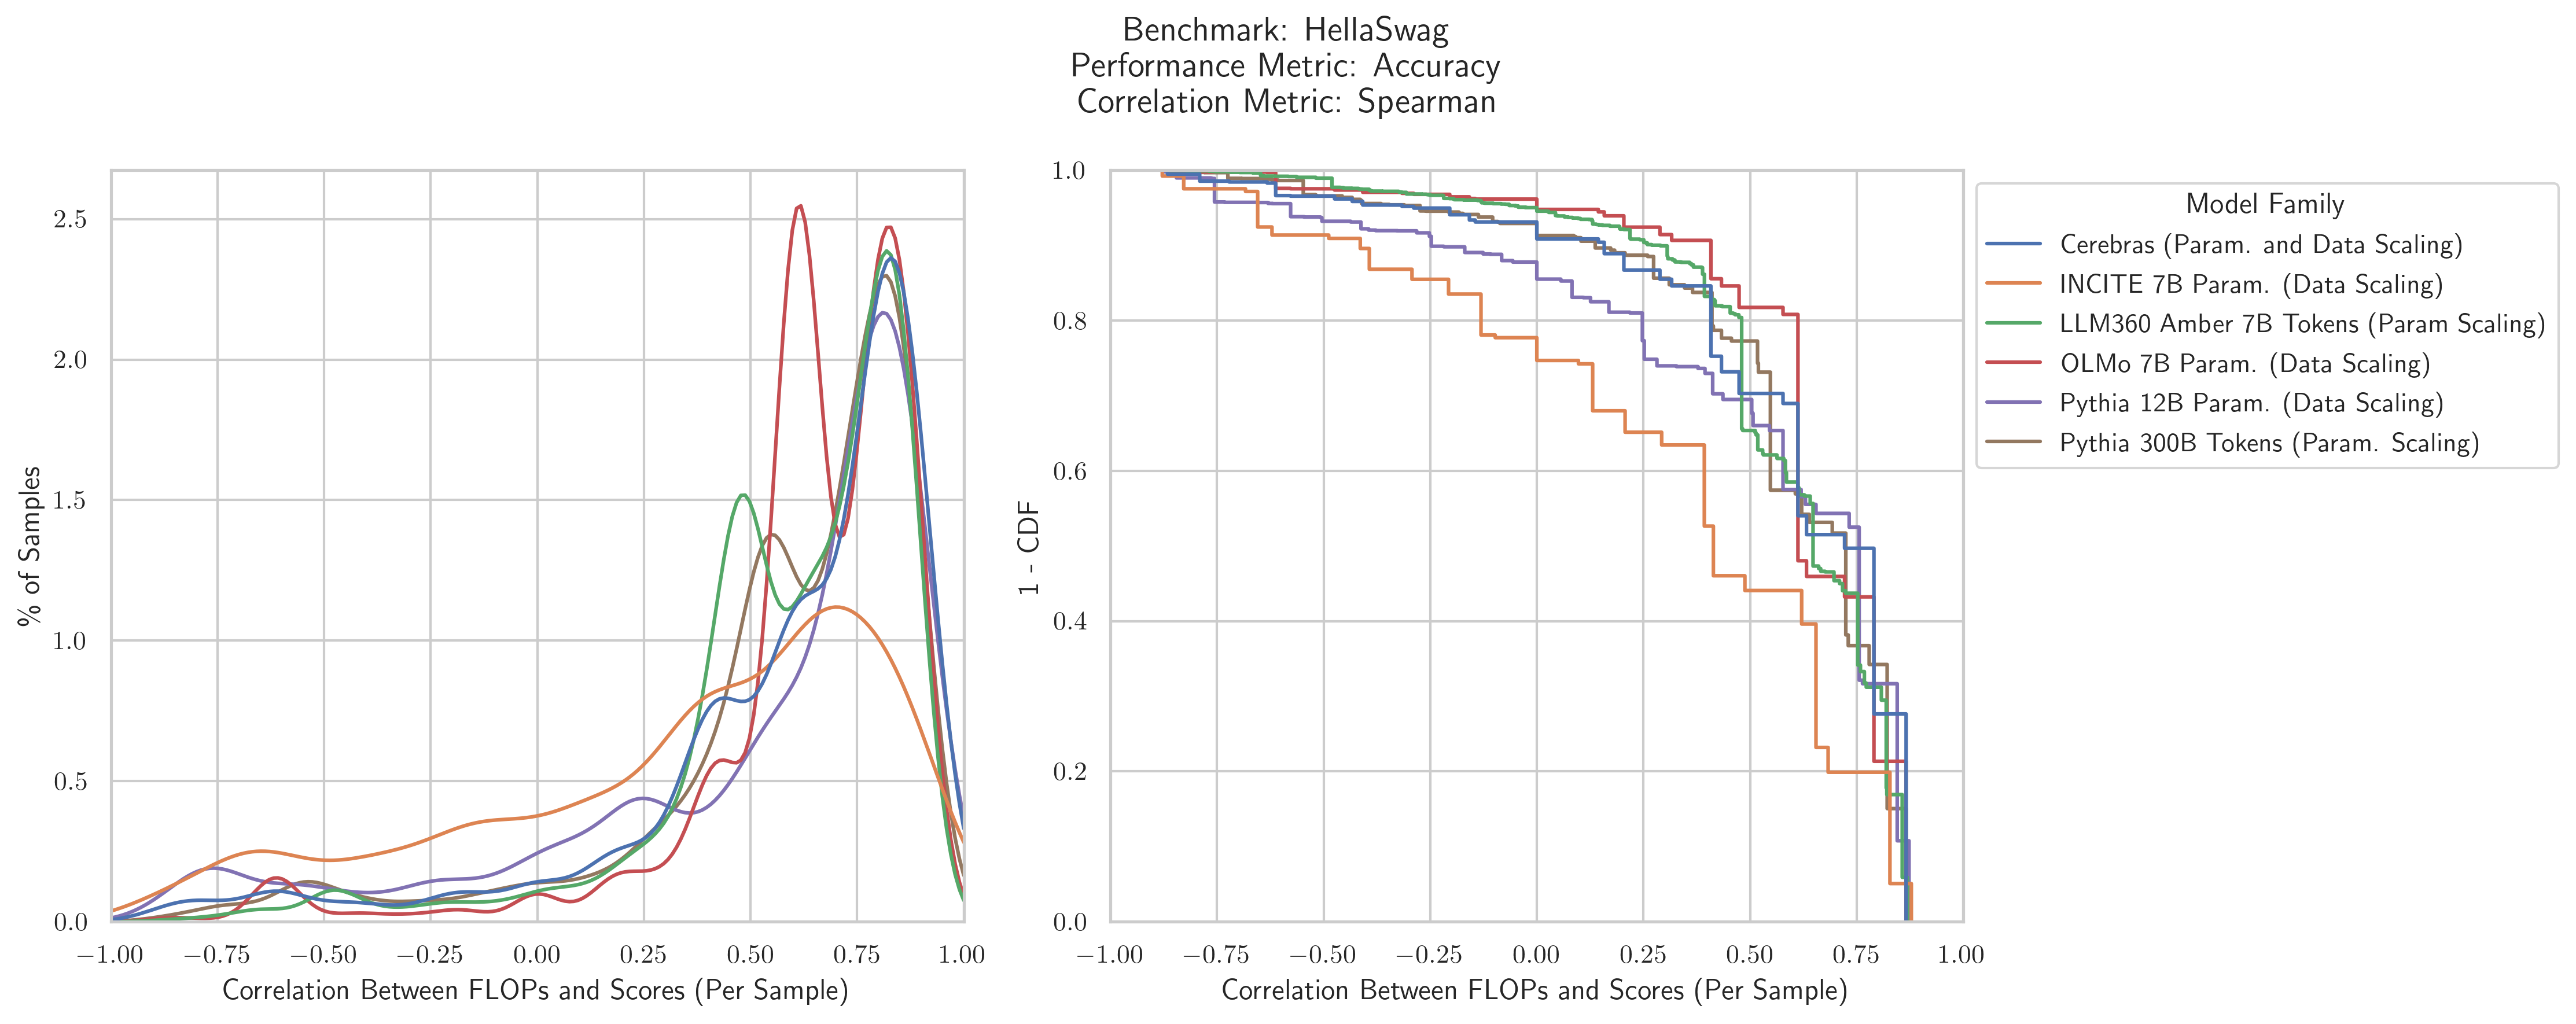 Benchmark: HellaSwag
Performance Metric: Accuracy
Correlation Metric: Spearman
2.5
2.0
1.5
1.0
0.5
0.0
% of Samples
−1.00 −0.75 −0.50 −0.25 0.00 0.25 0.50 0.75 1.00
Correlation Between FLOPs and Scores (Per Sample)
1.0
0.8
0.6
0.4
0.2
0.0
1 - CDF
−1.00 −0.75 −0.50 −0.25 0.00 0.25 0.50 0.75 1.00
Correlation Between FLOPs and Scores (Per Sample)
Model Family
Cerebras (Param. and Data Scaling)
INCITE 7B Param. (Data Scaling)
LLM360 Amber 7B Tokens (Param Scaling)
OLMo 7B Param. (Data Scaling)
Pythia 12B Param. (Data Scaling)
Pythia 300B Tokens (Param. Scaling)